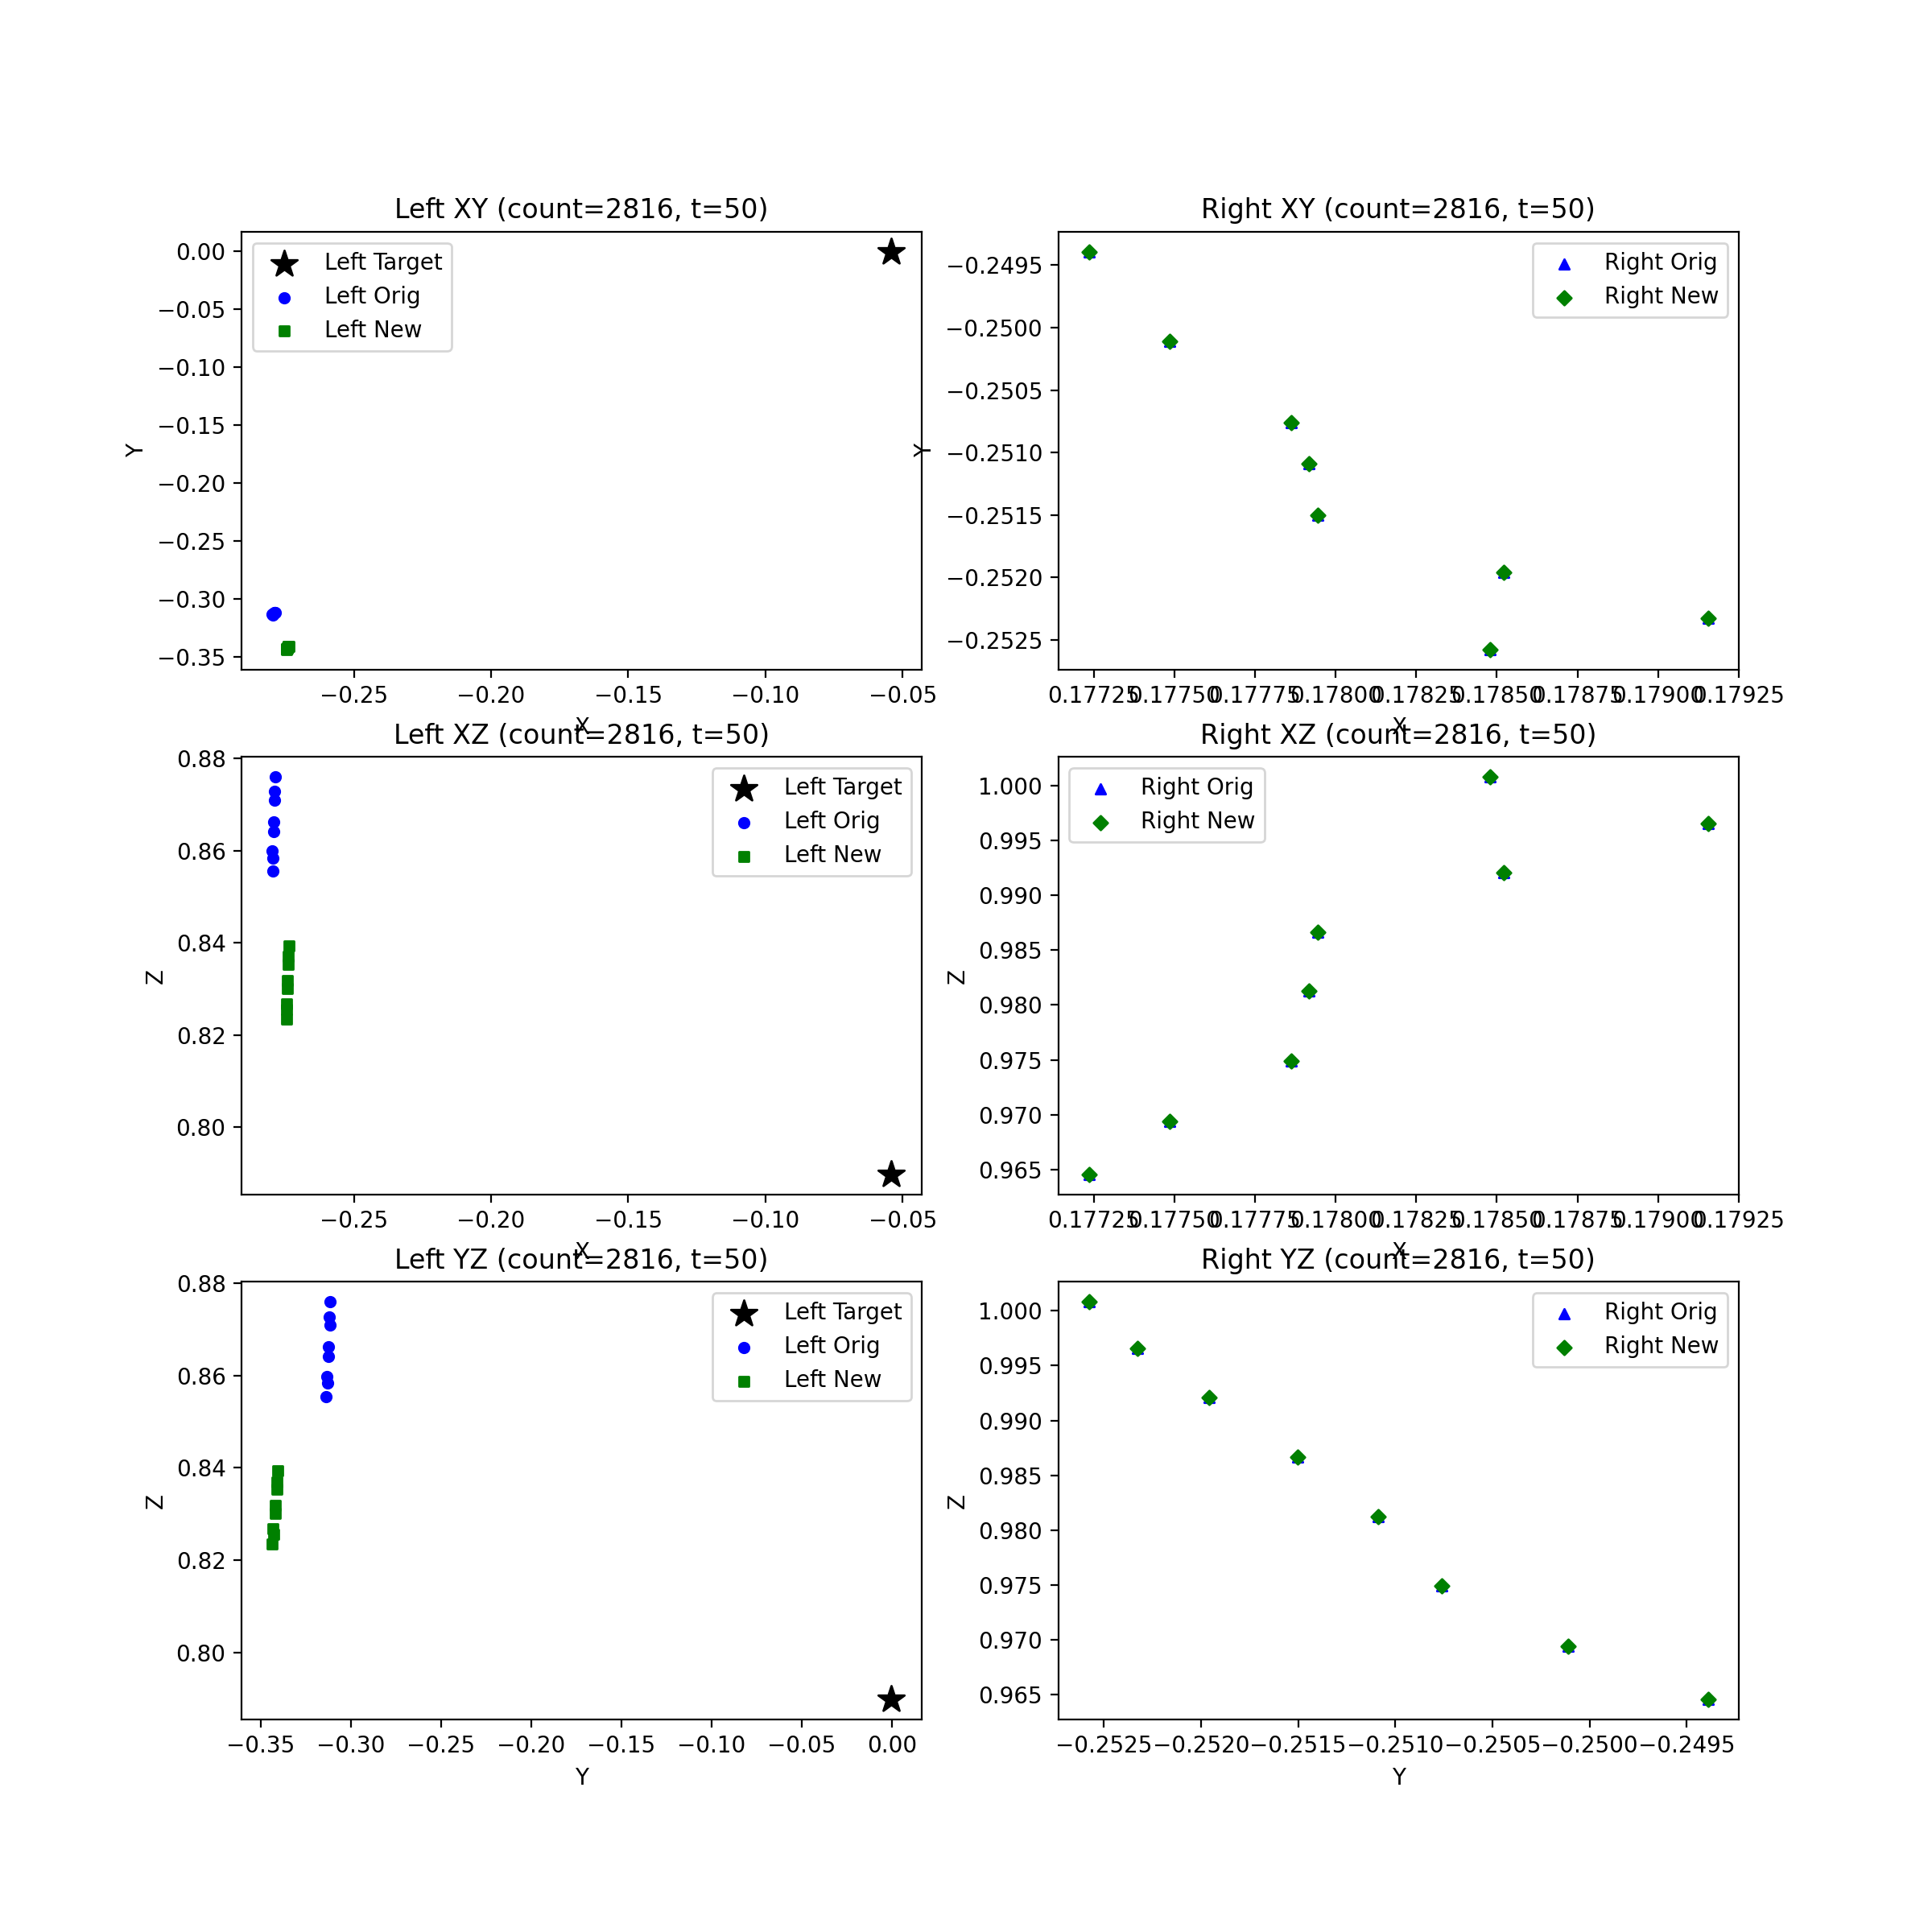 Left XY (count=2816, t=50)
0.00
−0.05
−0.10
−0.15
−0.20
−0.25
−0.30
−0.35
Y
Left Target
Left Orig
Left New
−0.25
−0.20
−0.15
−0.10
−0.05
X
Right XY (count=2816, t=50)
−0.2495
−0.2500
−0.2505
−0.2510
−0.2515
−0.2520
−0.2525
Y
Right Orig
Right New
0.17725
0.17750
0.17775
0.17800
0.17825
0.17850
0.17875
0.17900
0.17925
X
Left XZ (count=2816, t=50)
0.88
0.86
0.84
0.82
0.80
Z
Left Target
Left Orig
Left New
−0.25
−0.20
−0.15
−0.10
−0.05
X
Right XZ (count=2816, t=50)
1.000
0.995
0.990
0.985
0.980
0.975
0.970
0.965
Z
Right Orig
Right New
0.17725
0.17750
0.17775
0.17800
0.17825
0.17850
0.17875
0.17900
0.17925
X
Left YZ (count=2816, t=50)
0.88
0.86
0.84
0.82
0.80
Z
Left Target
Left Orig
Left New
−0.35
−0.30
−0.25
−0.20
−0.15
−0.10
−0.05
0.00
Y
Right YZ (count=2816, t=50)
1.000
0.995
0.990
0.985
0.980
0.975
0.970
0.965
Z
Right Orig
Right New
−0.2525
−0.2520
−0.2515
−0.2510
−0.2505
−0.2500
−0.2495
Y